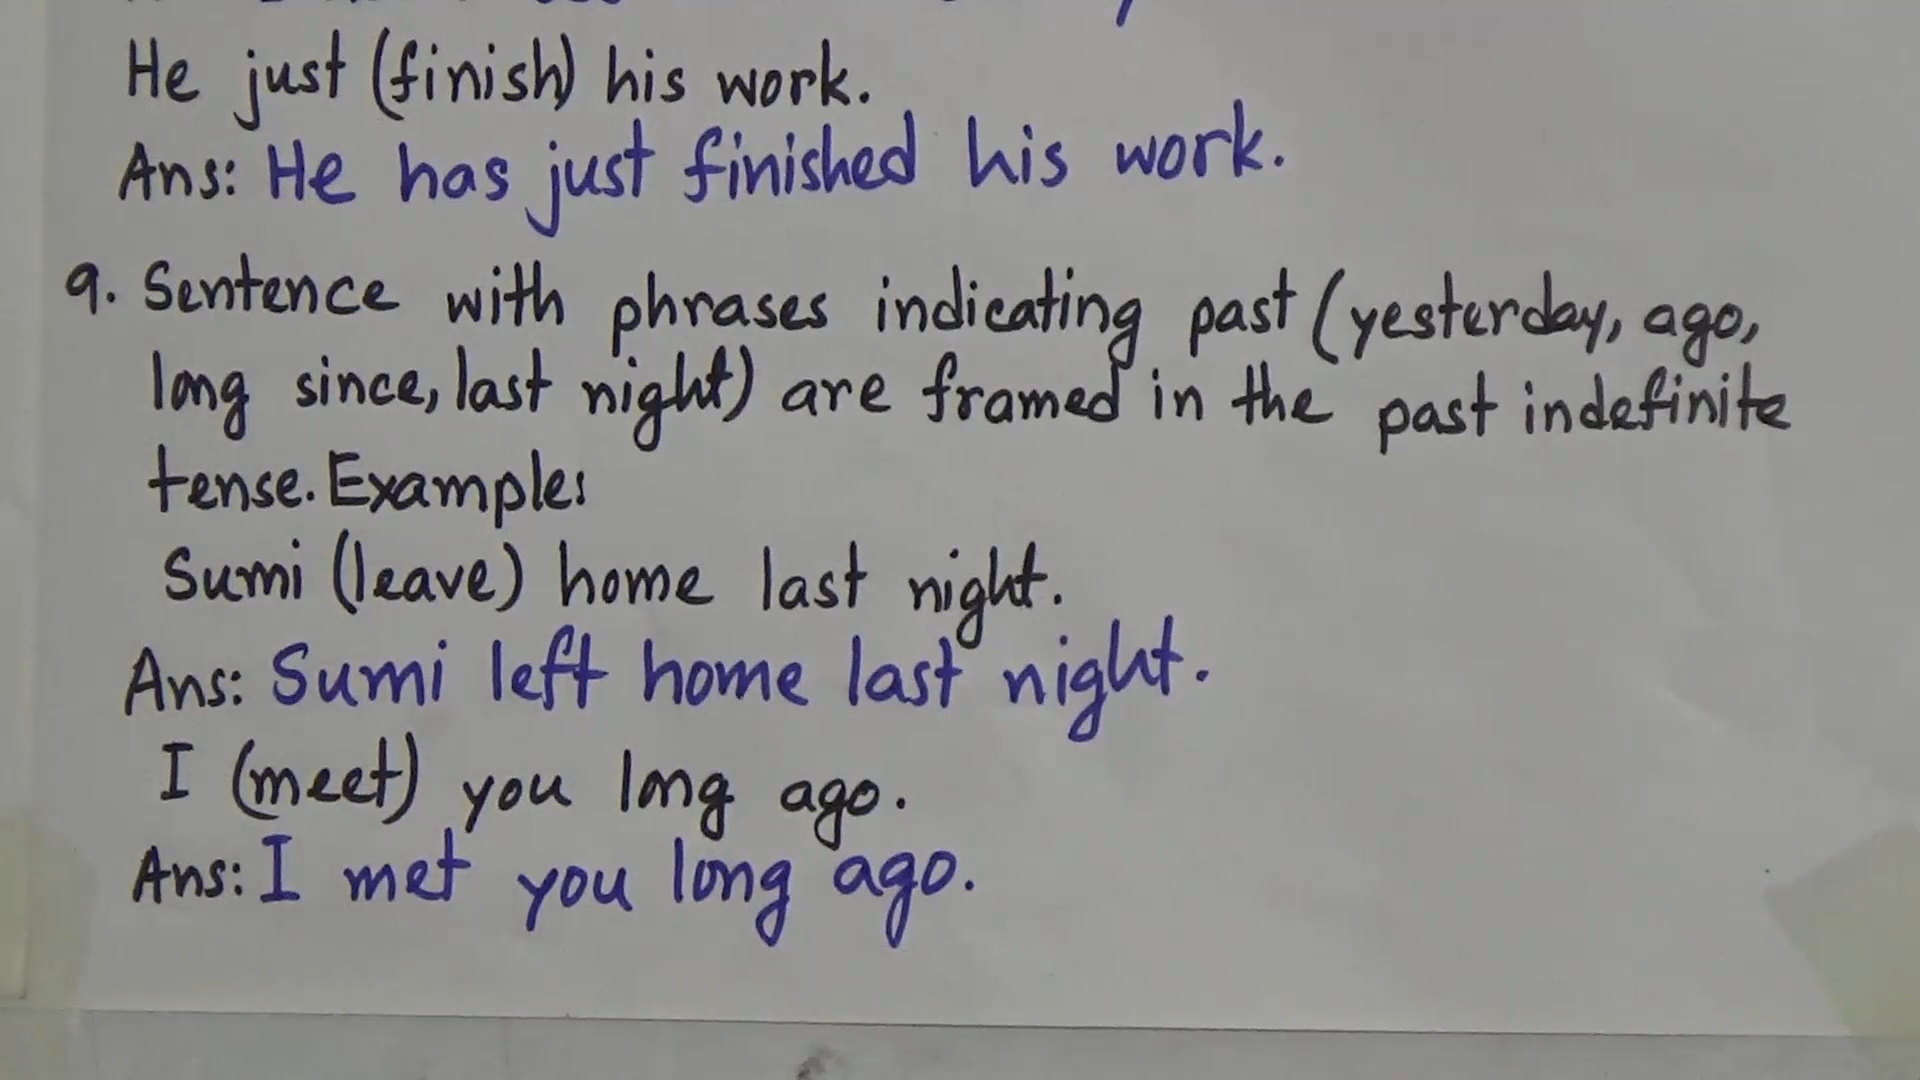 He just (finish) his work.
Ans: He has just finished his work.
9. Sentence with phrases indicating past (yesterday, ago,
long since, last night) are framed in the past indefinite
tense. Example:
Sumi (leave) home last night.
Ans: Sumi left home last night.
I (meet) you long ago.
Ans: I met you long ago.